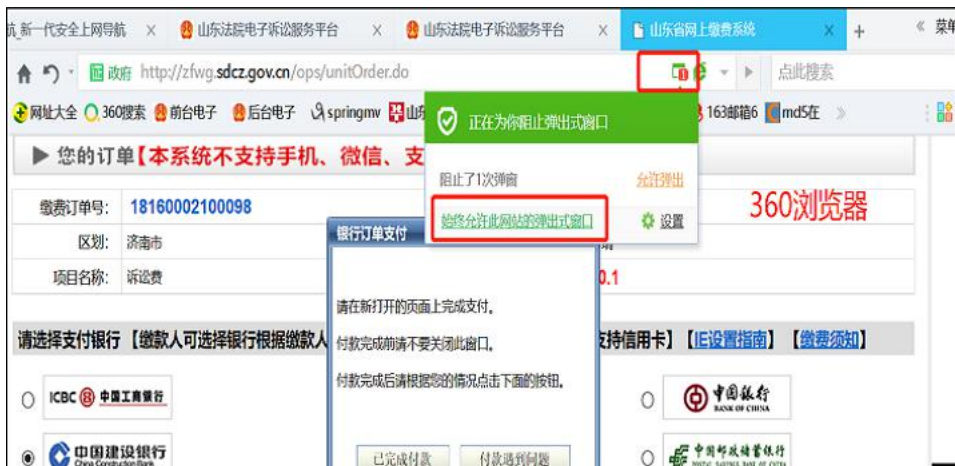 航_新一代安全上网导航 × 山东法院电子诉讼服务平台 × 山东法院电子诉讼服务平台 × 山东省网上缴费系统 × + « 菜单
政府 http://zfwg.sdcz.gov.cn/ops/unitOrder.do 点此搜索
网址大全 360搜索 前台电子 后台电子 springmv 163邮箱6 md5在 »
正在为你阻止弹出式窗口
▶ 您的订单【本系统不支持手机、微信、支
阻止了1次弹窗 允许弹出
始终允许此网站的弹出式窗口 设置
360浏览器
缴费订单号: 18160002100098
银行订单支付
区划: 济南市
项目名称: 诉讼费 0.1
请在新打开的页面上完成支付。
请选择支付银行【缴款人可选择银行根据缴款人 支持信用卡】【IE设置指南】【缴费须知】
付款完成前请不要关闭此窗口。
付款完成后请根据您的情况点击下面的按钮。
ICBC 中国工商银行 中国银行
BANK OF CHINA
中国建设银行 中国邮政储蓄银行
China Construction Bank POSTAL SAVINGS BANK OF CHINA
已完成付款 付款遇到问题